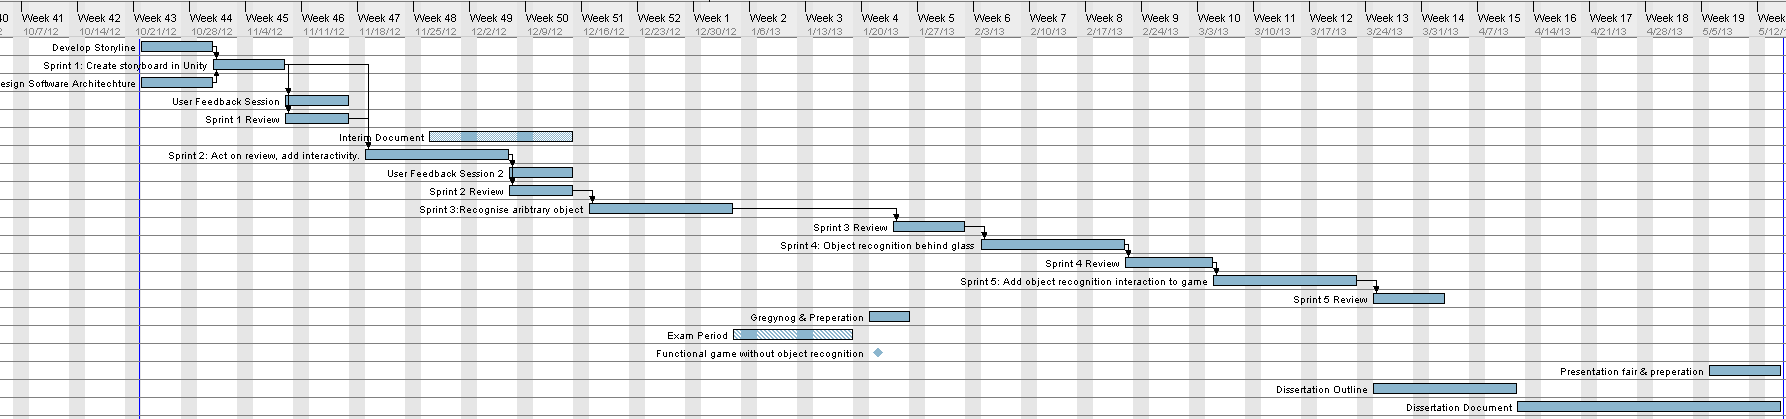 40 Week 41 Week 42 Week 43 Week 44 Week 45 Week 46 Week 47 Week 48 Week 49 Week 50 Week 51 Week 52 Week 1 Week 2 Week 3 Week 4 Week 5 Week 6 Week 7 Week 8 Week 9 Week 10 Week 11 Week 12 Week 13 Week 14 Week 15 Week 16 Week 17 Week 18 Week 19 Week
2 10/7/12 10/14/12 10/21/12 10/28/12 11/4/12 11/11/12 11/18/12 11/25/12 12/2/12 12/9/12 12/16/12 12/23/12 12/30/12 1/6/13 1/13/13 1/20/13 1/27/13 2/3/13 2/10/13 2/17/13 2/24/13 3/3/13 3/10/13 3/17/13 3/24/13 3/31/13 4/7/13 4/14/13 4/21/13 4/28/13 5/5/13 5/12/1
Develop Storyline
Sprint 1: Create storyboard in Unity
esign Software Architechture
User Feedback Session
Sprint 1 Review
Interim Document
Sprint 2: Act on review, add interactivity.
User Feedback Session 2
Sprint 2 Review
Sprint 3:Recognise aribtrary object
Sprint 3 Review
Sprint 4: Object recognition behind glass
Sprint 4 Review
Sprint 5: Add object recognition interaction to game
Sprint 5 Review
Gregynog & Preperation
Exam Period
Functional game without object recognition
Presentation fair & preperation
Dissertation Outline
Dissertation Document